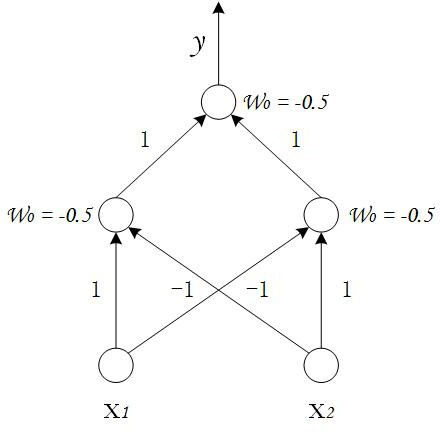 y
W0 = -0.5
1 1
W0 = -0.5 W0 = -0.5
1 -1 -1 1
X1 X2